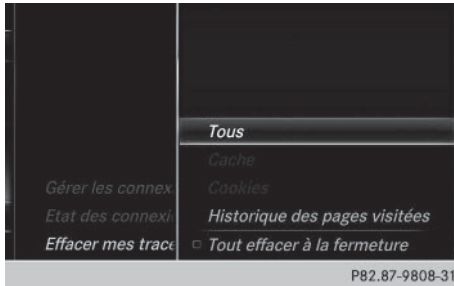 Tous
Cache
Gérer les connex
Cookies
Etat des connexi
Historique des pages visitées
Effacer mes trace
Tout effacer à la fermeture
P82.87-9808-31